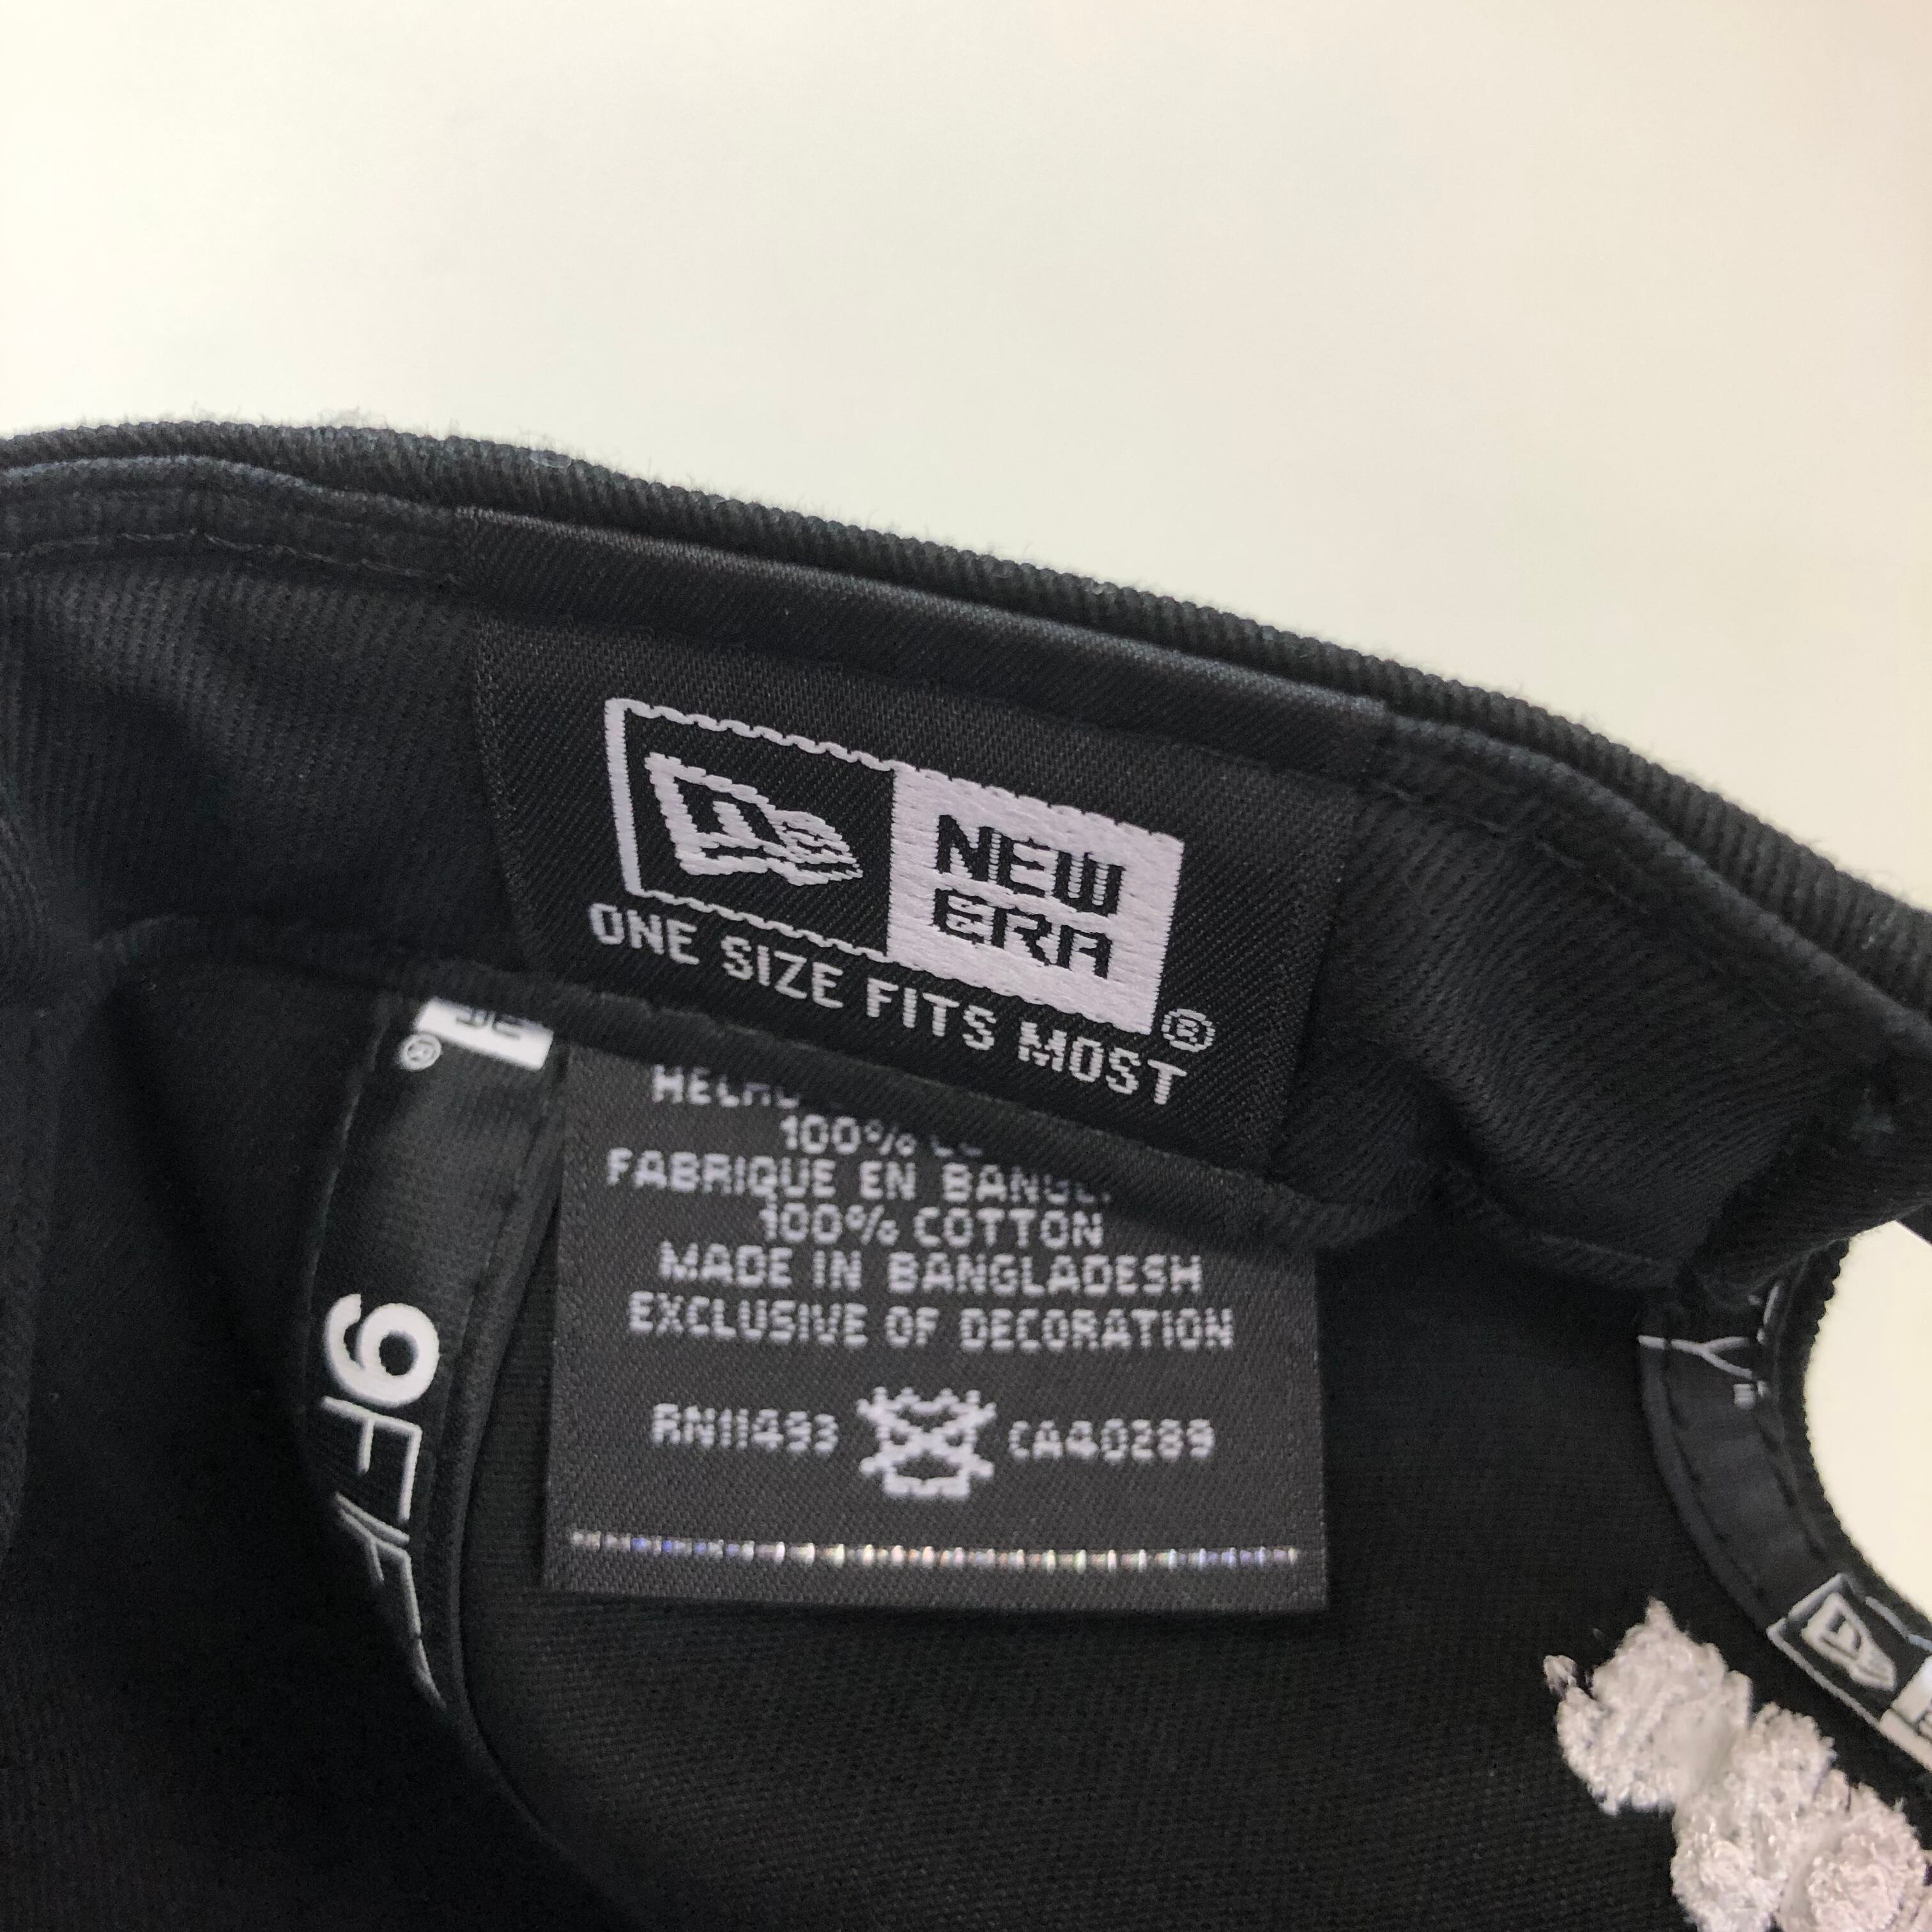 NEW
ERA
®
ONE SIZE FITS MOST
®
100%
FABRIQUE EN
100% COTTON
MADE IN BANGLADESH
EXCLUSIVE OF DECORATION
RN11493 CA40289